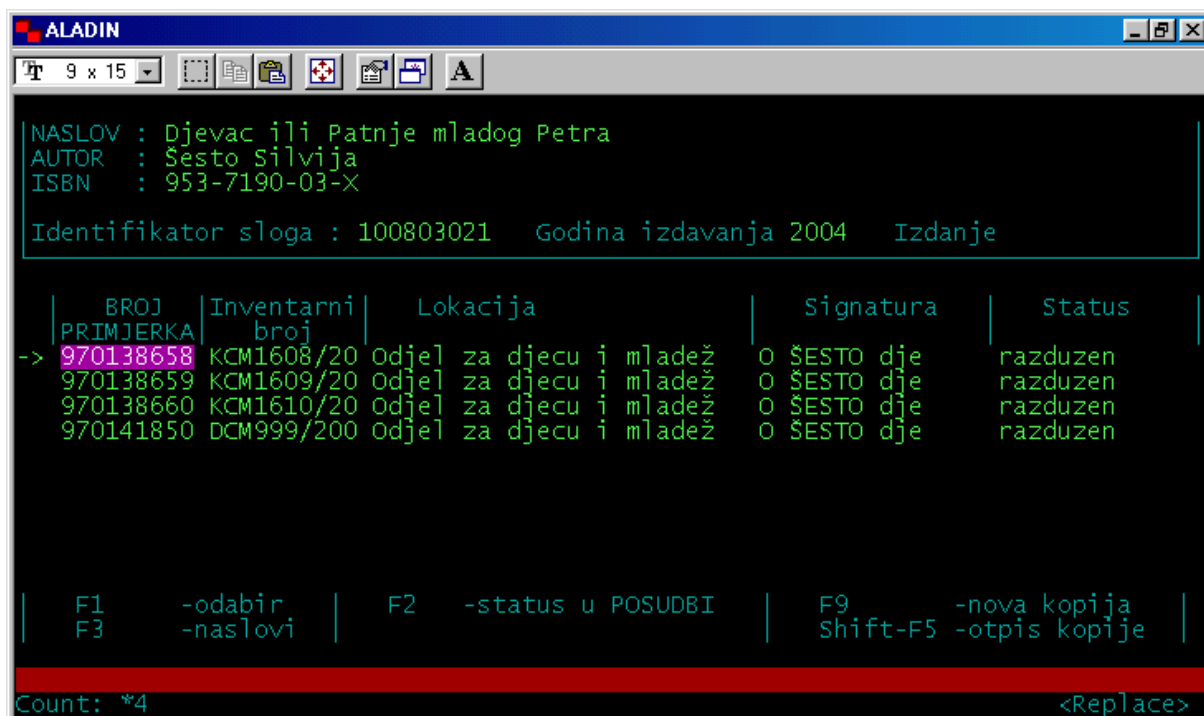 ALADIN
9 x 15
A
NASLOV : Djevac ili Patnje mladog Petra
AUTOR : Šesto Silvija
ISBN : 953-7190-03-X
Identifikator sloga : 100803021 Godina izdavanja 2004 Izdanje
BROJ PRIMJERKA Inventarni broj Lokacija Signatura Status
-> 970138658 KCM1608/20 Odjel za djecu i mladež O ŠESTO dje razduzen
970138659 KCM1609/20 Odjel za djecu i mladež O ŠESTO dje razduzen
970138660 KCM1610/20 Odjel za djecu i mladež O ŠESTO dje razduzen
970141850 DCM999/200 Odjel za djecu i mladež O ŠESTO dje razduzen
F1 -odabir F2 -status u POSUDBI F9 -nova kopija
F3 -naslovi Shift-F5 -otpis kopije
Count: *4 <Replace>